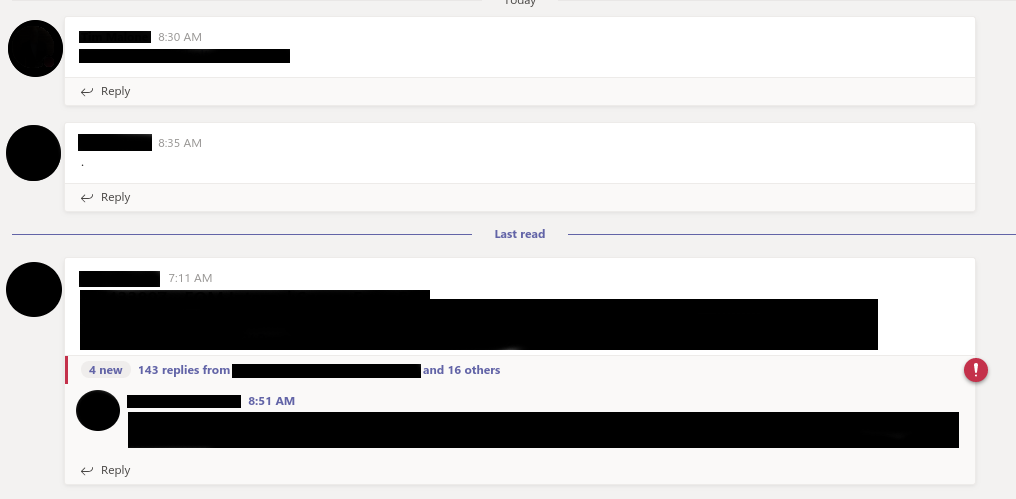 Today
8:30 AM
Reply
8:35 AM
.
Reply
Last read
7:11 AM
4 new 143 replies from and 16 others
!
8:51 AM
Reply